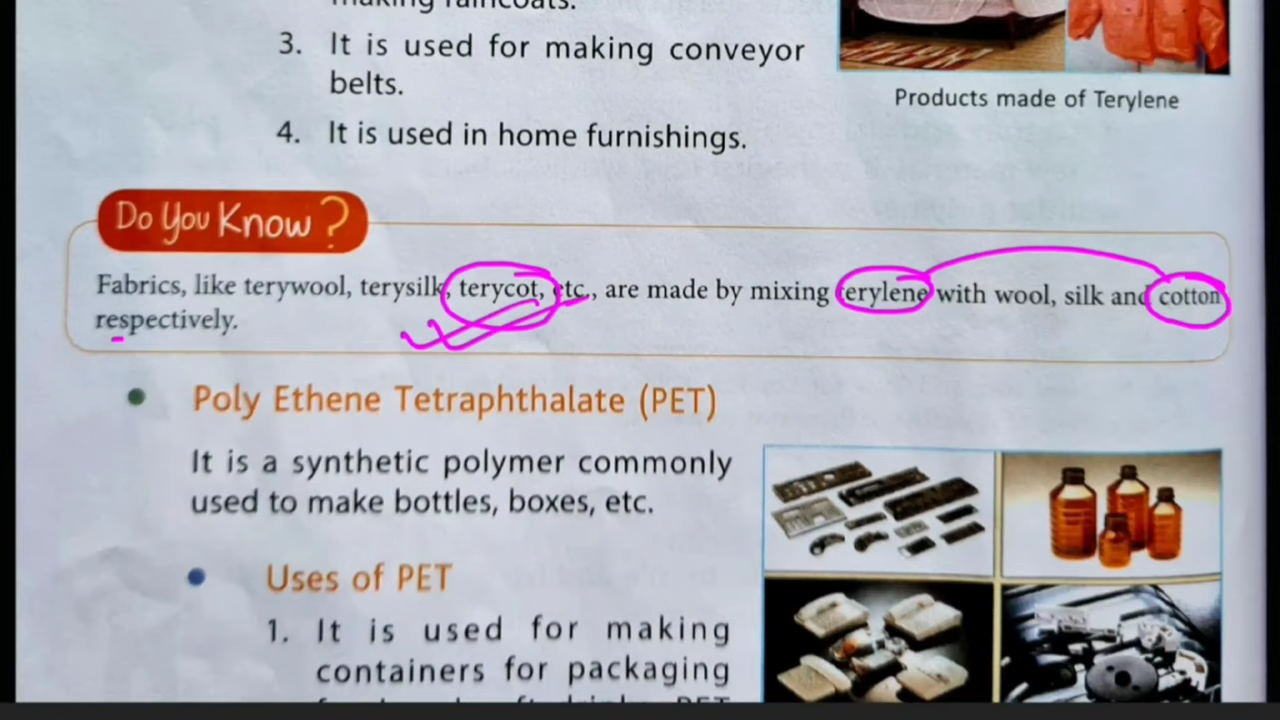 making raincoats.
3. It is used for making conveyor
belts.
4. It is used in home furnishings.
Products made of Terylene
Do You Know?
Fabrics, like terywool, terysilk, terycot, etc., are made by mixing terylene with wool, silk and cotton
respectively.
• Poly Ethene Tetraphthalate (PET)
It is a synthetic polymer commonly
used to make bottles, boxes, etc.
• Uses of PET
1. It is used for making
containers for packaging